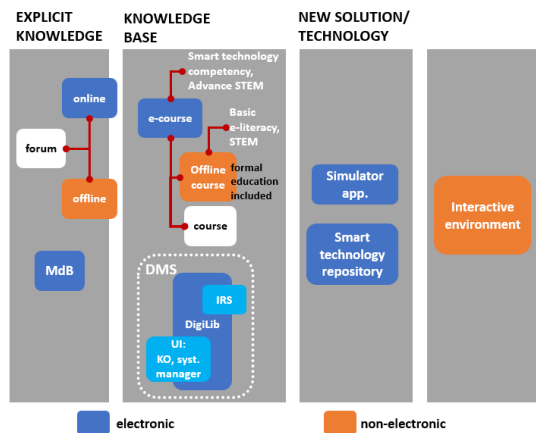 EXPLICIT
KNOWLEDGE
KNOWLEDGE
BASE
NEW SOLUTION/
TECHNOLOGY
online
forum
offline
MdB
Smart technology
competency,
Advance STEM
e-course
Basic
e-literacy,
STEM
Offline
course
formal
education
included
course
DMS
IRS
DigiLib
UI:
KO, syst.
manager
Simulator
app.
Smart
technology
repository
Interactive
environment
electronic
non-electronic